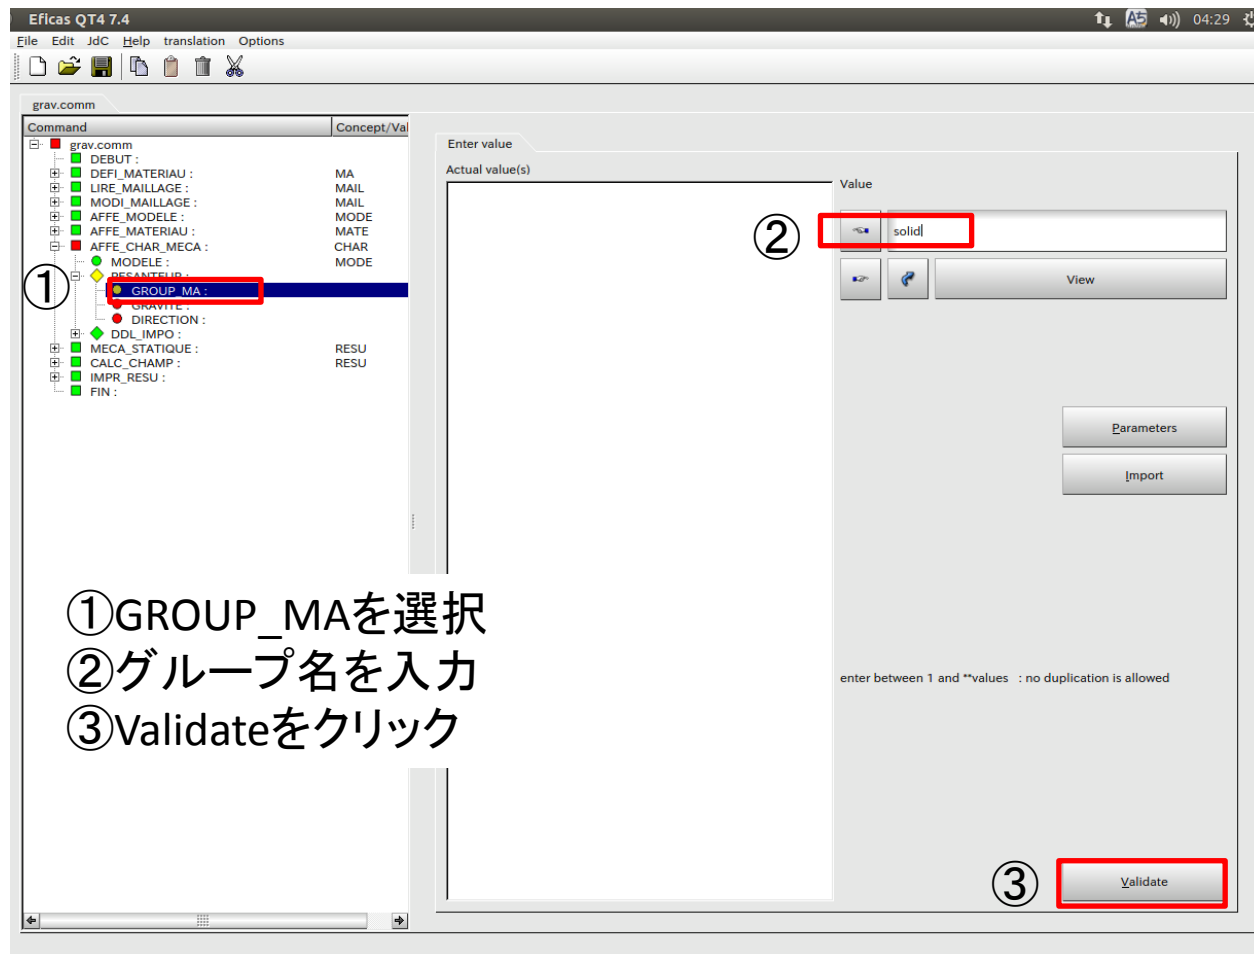 Eficas QT4 7.4
04:29
File Edit JdC Help translation Options
grav.comm
Command Concept/Val
grav.comm
DEBUT :
DEFI_MATERIAU : MA
LIRE_MAILLAGE : MAIL
MODI_MAILLAGE : MAIL
AFFE_MODELE : MODE
AFFE_MATERIAU : MATE
AFFE_CHAR_MECA : CHAR
MODELE : MODE
PESANTEUR :
① GROUP_MA :
GRAVITE :
DIRECTION :
DDL_IMPO :
MECA_STATIQUE : RESU
CALC_CHAMP : RESU
IMPR_RESU :
FIN :
Enter value
Actual value(s)
Value
② solid
View
Parameters
Import
enter between 1 and **values : no duplication is allowed
③ Validate
①GROUP_MAを選択
②グループ名を入力
③Validateをクリック